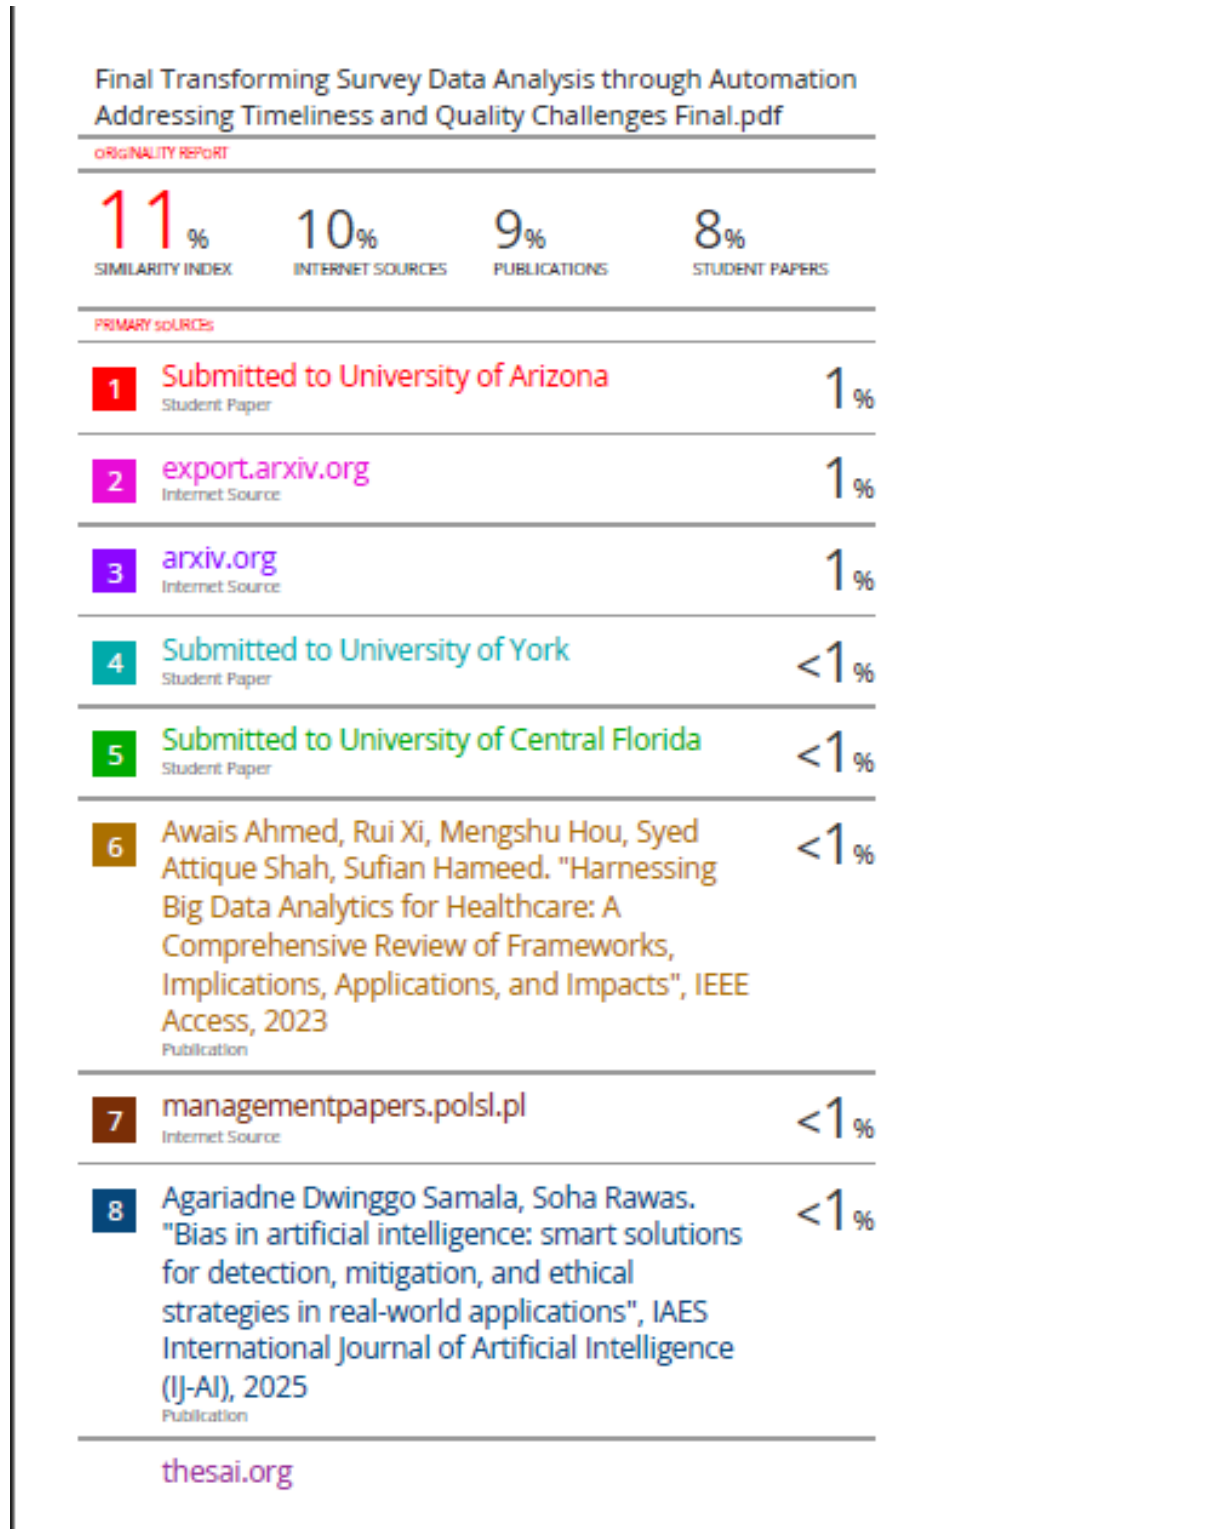 Final Transforming Survey Data Analysis through Automation
Addressing Timeliness and Quality Challenges Final.pdf
ORIGINALITY REPORT
11% 10% 9% 8%
SIMILARITY INDEX INTERNET SOURCES PUBLICATIONS STUDENT PAPERS
PRIMARY SOURCES
1 Submitted to University of Arizona 1%
Student Paper
2 export.arxiv.org 1%
Internet Source
3 arxiv.org 1%
Internet Source
4 Submitted to University of York <1%
Student Paper
5 Submitted to University of Central Florida <1%
Student Paper
6 Awais Ahmed, Rui Xi, Mengshu Hou, Syed <1%
Attique Shah, Sufian Hameed. "Harnessing
Big Data Analytics for Healthcare: A
Comprehensive Review of Frameworks,
Implications, Applications, and Impacts", IEEE
Access, 2023
Publication
7 managementpapers.polsl.pl <1%
Internet Source
8 Agariadne Dwinggo Samala, Soha Rawas. <1%
"Bias in artificial intelligence: smart solutions
for detection, mitigation, and ethical
strategies in real-world applications", IAES
International Journal of Artificial Intelligence
(IJ-AI), 2025
Publication
thesai.org